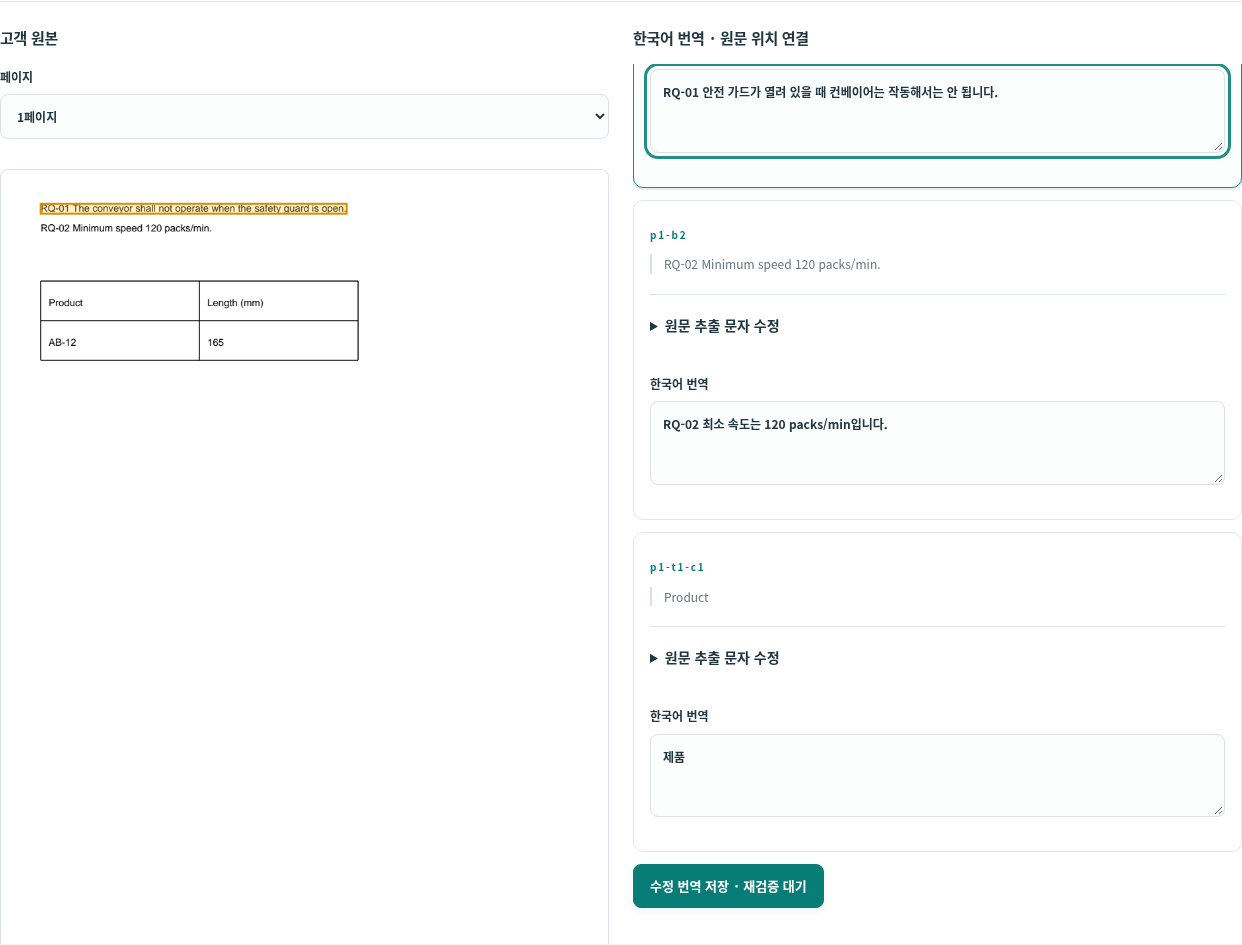 고객 원본
페이지
1페이지
RQ-01 The conveyor shall not operate when the safety guard is open.
RQ-02 Minimum speed 120 packs/min.
Product Length (mm)
AB-12 165
한국어 번역 · 원문 위치 연결
RQ-01 안전 가드가 열려 있을 때 컨베이어는 작동해서는 안 됩니다.
p1-b2
RQ-02 Minimum speed 120 packs/min.
▶ 원문 추출 문자 수정
한국어 번역
RQ-02 최소 속도는 120 packs/min입니다.
p1-t1-c1
Product
▶ 원문 추출 문자 수정
한국어 번역
제품
수정 번역 저장 · 재검증 대기